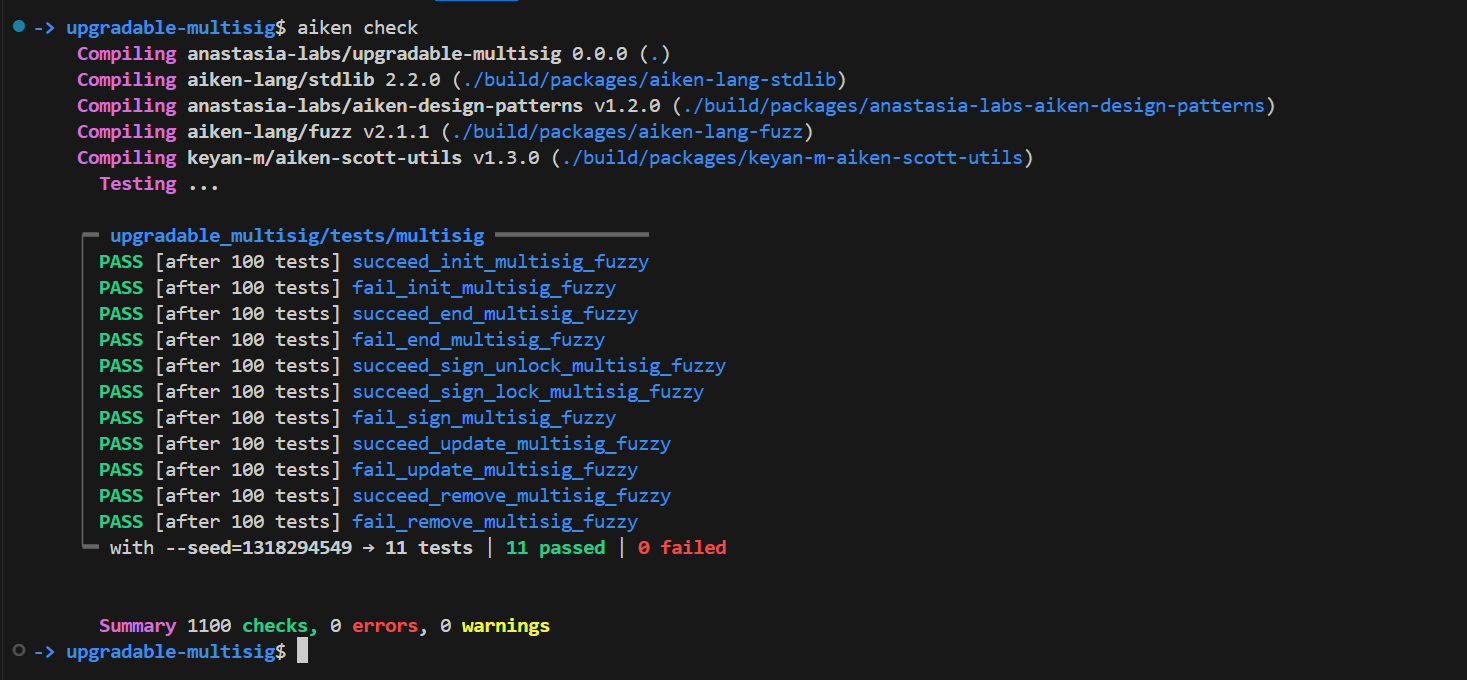 -> upgradable-multisig$ aiken check
Compiling anastasia-labs/upgradable-multisig 0.0.0 (.)
Compiling aiken-lang/stdlib 2.2.0 (./build/packages/aiken-lang-stdlib)
Compiling anastasia-labs/aiken-design-patterns v1.2.0 (./build/packages/anastasia-labs-aiken-design-patterns)
Compiling aiken-lang/fuzz v2.1.1 (./build/packages/aiken-lang-fuzz)
Compiling keyan-m/aiken-scott-utils v1.3.0 (./build/packages/keyan-m-aiken-scott-utils)
Testing ...
upgradable_multisig/tests/multisig
PASS [after 100 tests] succeed_init_multisig_fuzzy
PASS [after 100 tests] fail_init_multisig_fuzzy
PASS [after 100 tests] succeed_end_multisig_fuzzy
PASS [after 100 tests] fail_end_multisig_fuzzy
PASS [after 100 tests] succeed_sign_unlock_multisig_fuzzy
PASS [after 100 tests] succeed_sign_lock_multisig_fuzzy
PASS [after 100 tests] fail_sign_multisig_fuzzy
PASS [after 100 tests] succeed_update_multisig_fuzzy
PASS [after 100 tests] fail_update_multisig_fuzzy
PASS [after 100 tests] succeed_remove_multisig_fuzzy
PASS [after 100 tests] fail_remove_multisig_fuzzy
with --seed=1318294549 → 11 tests | 11 passed | 0 failed
Summary 1100 checks, 0 errors, 0 warnings
-> upgradable-multisig$